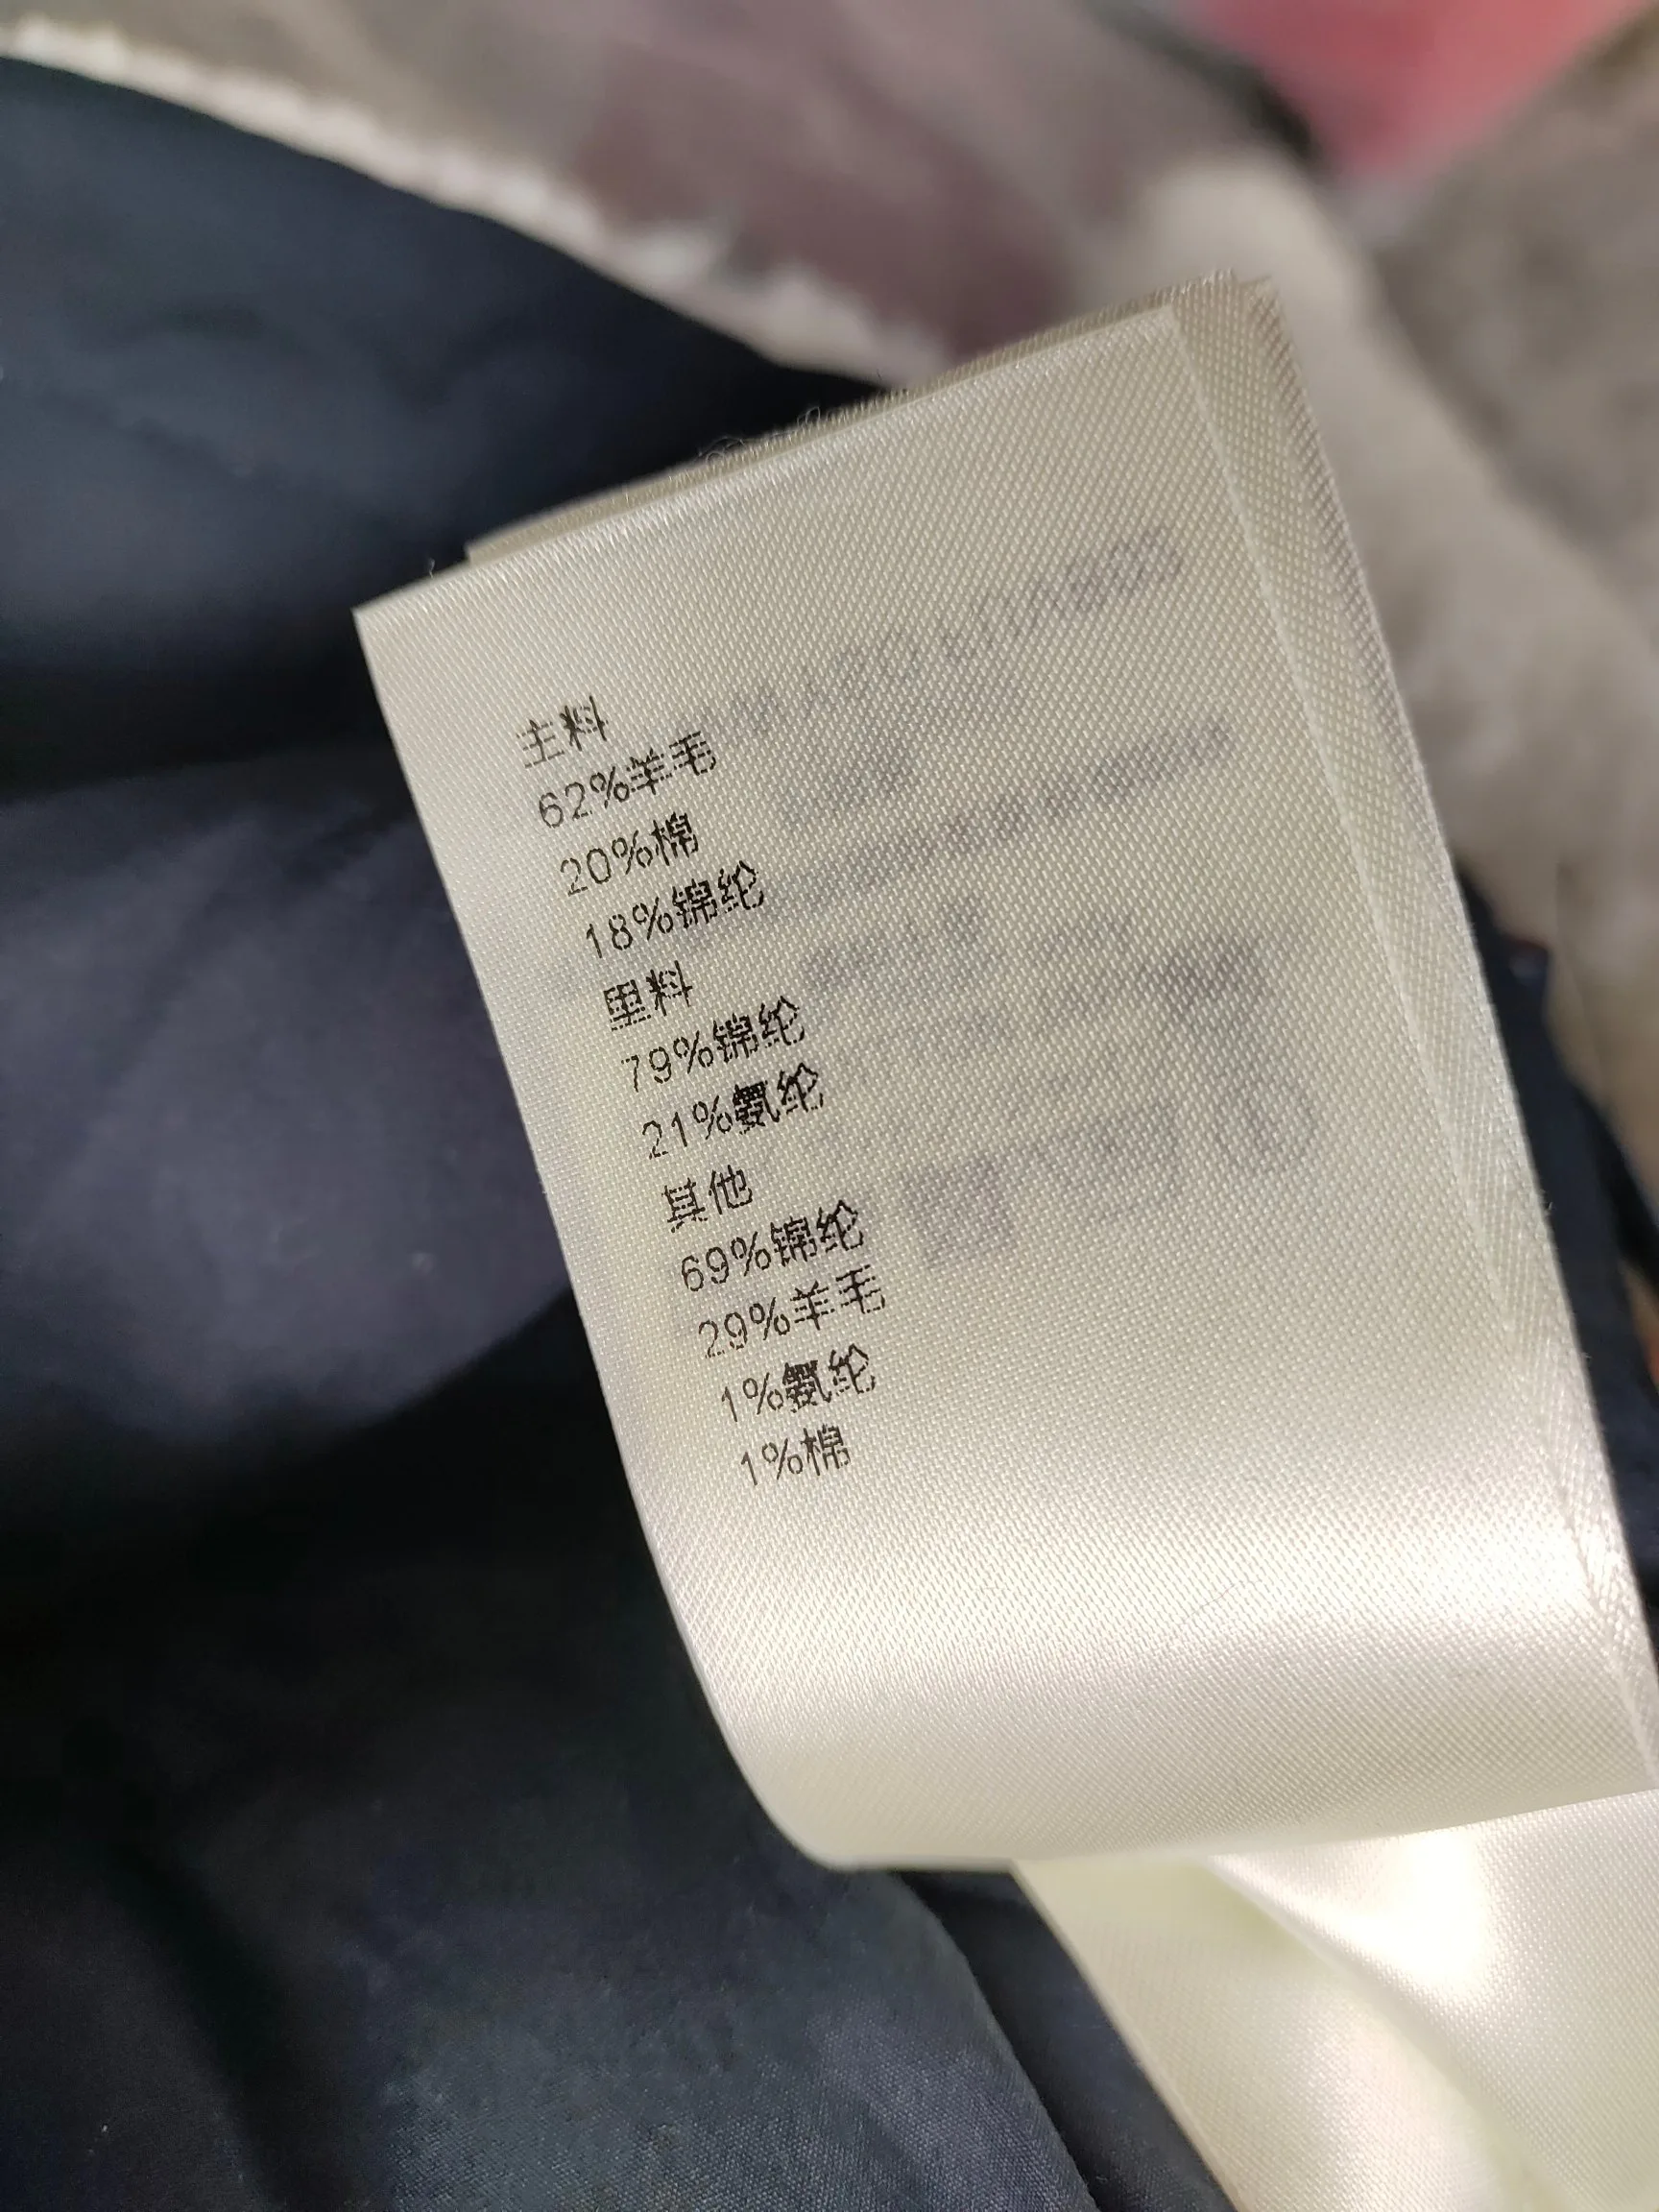 主料
62%羊毛
20%棉
18%锦纶
里料
79%锦纶
21%氨纶
其他
69%锦纶
29%羊毛
1%氨纶
1%棉